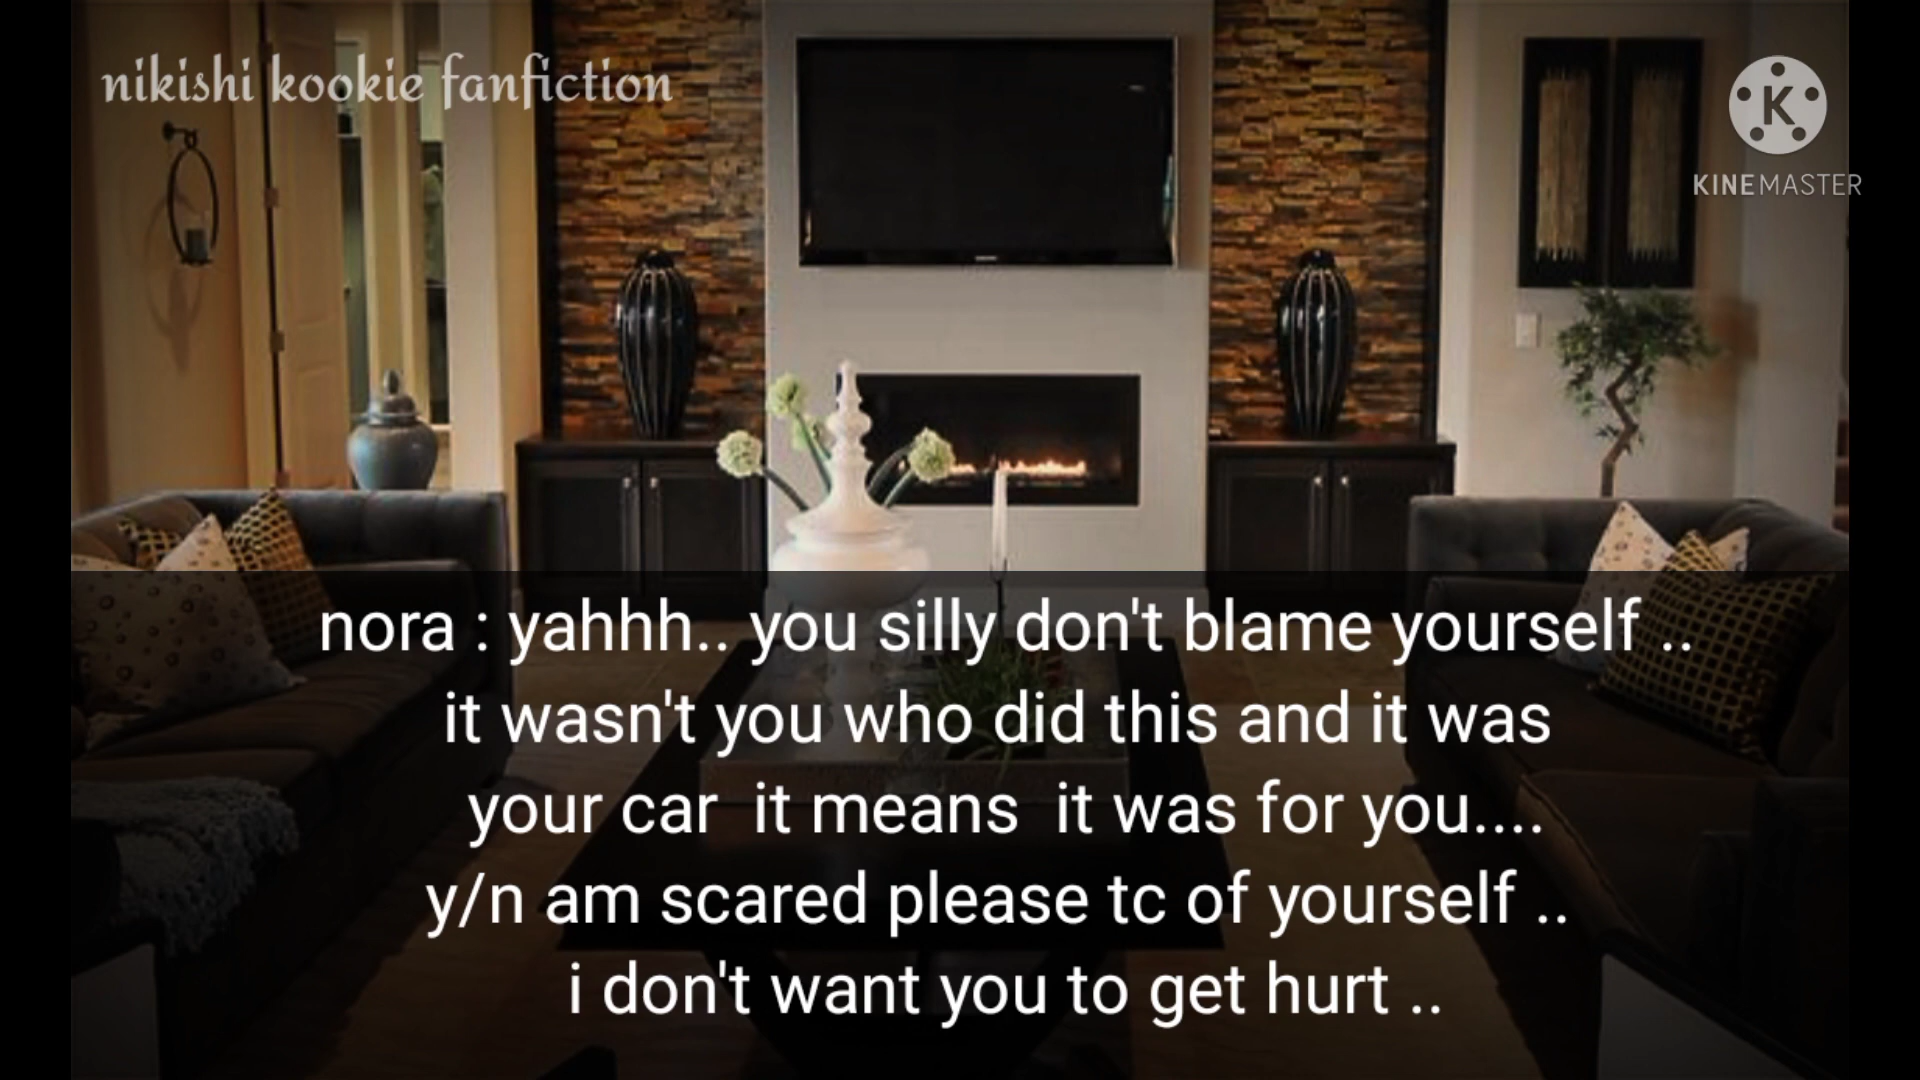 nikishi kookie fanfiction
K
KINEMASTER
nora : yahhh.. you silly don't blame yourself ..
it wasn't you who did this and it was
your car  it means  it was for you....
y/n am scared please tc of yourself ..
i don't want you to get hurt ..